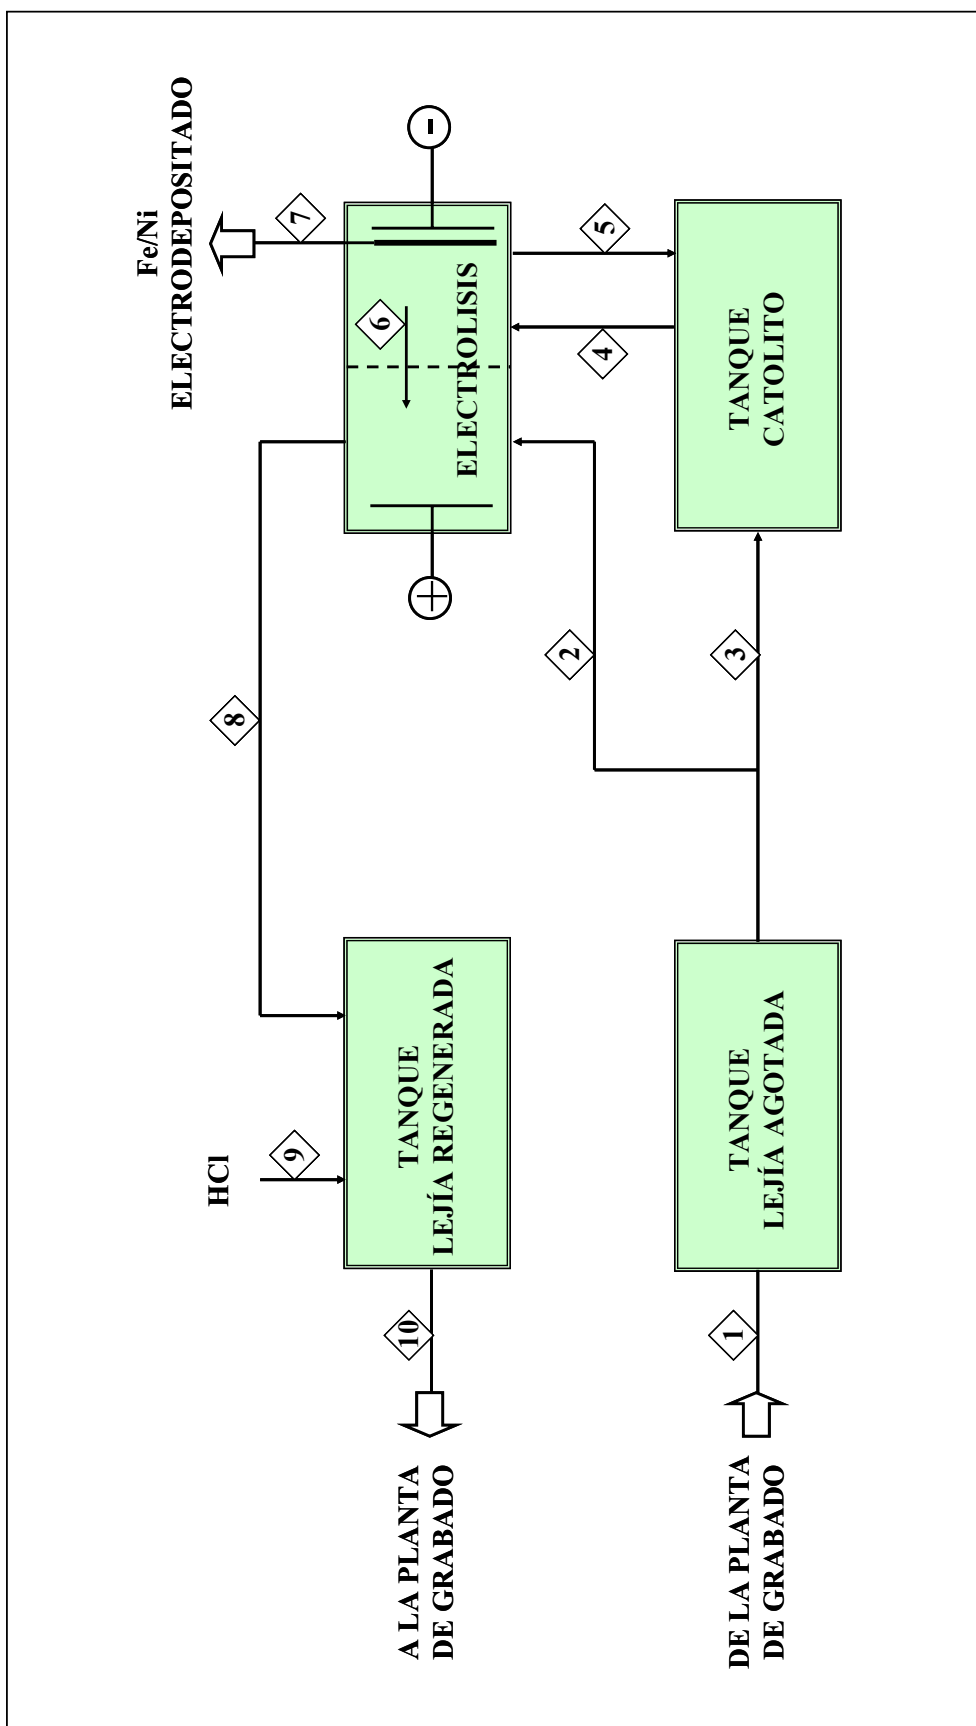 Fe/Ni
ELECTRODEPOSITADO
8
7
-
HCl
9
6
ELECTROLISIS
+
TANQUE
LEJÍA REGENERADA
10
A LA PLANTA
DE GRABADO
2
4
5
3
TANQUE
CATOLITO
TANQUE
LEJÍA AGOTADA
1
DE LA PLANTA
DE GRABADO